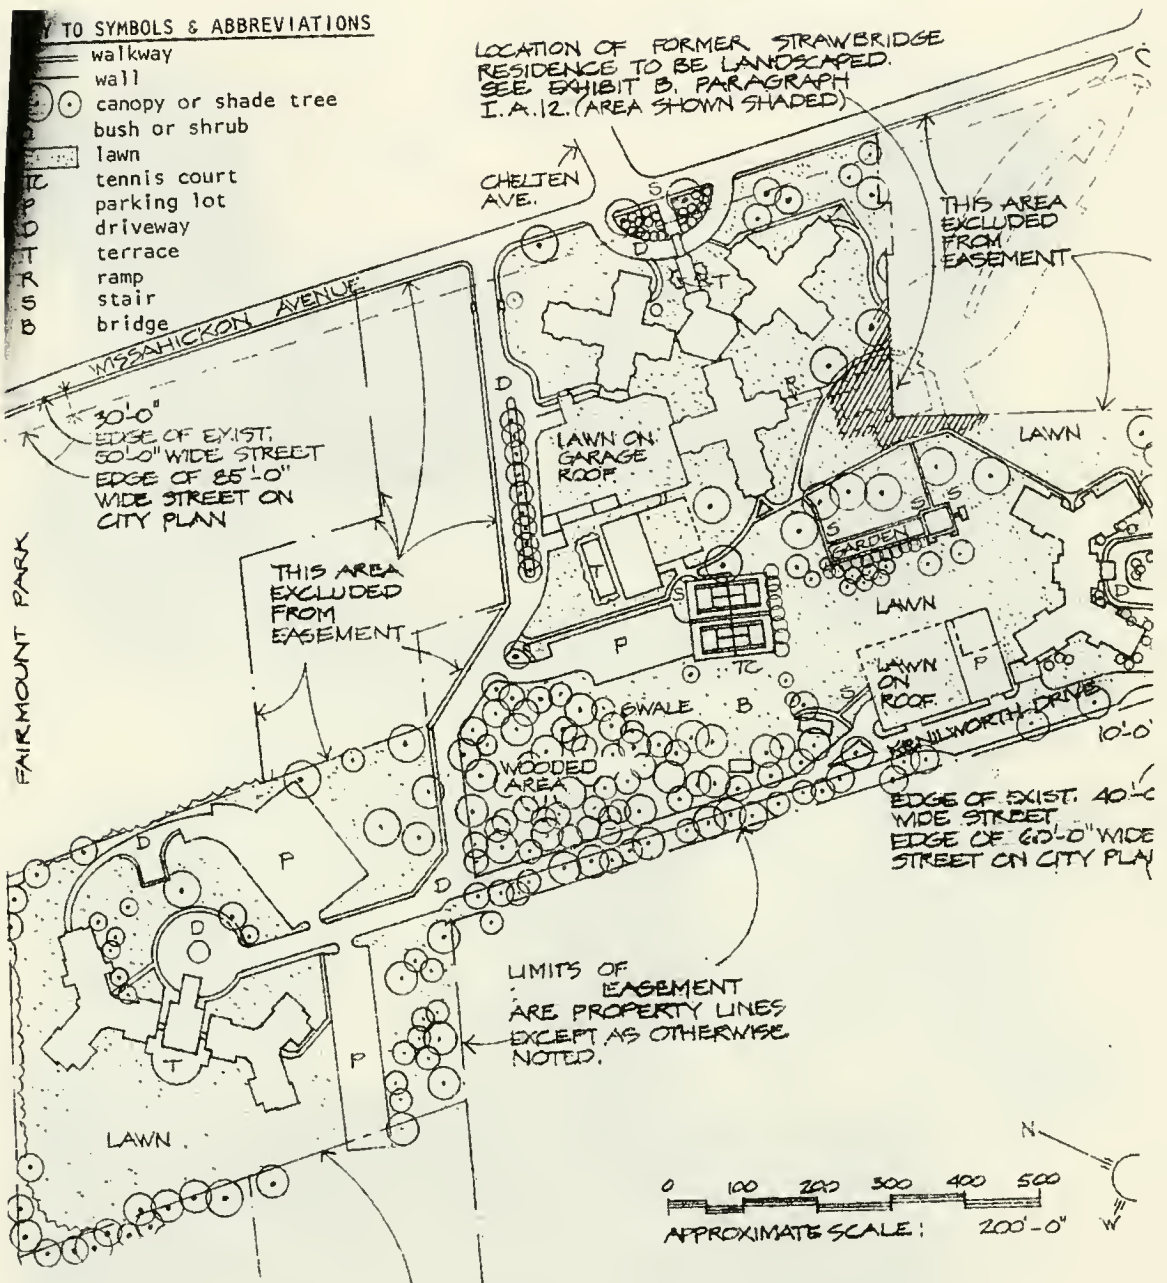 Y TO SYMBOLS & ABBREVIATIONS
walkway
wall
canopy or shade tree
bush or shrub
lawn
TC tennis court
P parking lot
D driveway
T terrace
R ramp
S stair
B bridge
LOCATION OF FORMER STRAWBRIDGE
RESIDENCE TO BE LANDSCAPED.
SEE EXHIBIT B, PARAGRAPH
I.A.12. (AREA SHOWN SHADED)
CHELTEN
AVE.
THIS AREA
EXCLUDED
FROM
EASEMENT
WISSAHICKON AVENUE
30'-0"
EDGE OF EXIST.
50'-0" WIDE STREET
EDGE OF 85'-0"
WIDE STREET ON
CITY PLAN
FAIRMOUNT PARK
S
D
R
T
D
R
LAWN ON
GARAGE
ROOF
LAWN
S
S
S
GARDEN
T
THIS AREA
EXCLUDED
FROM
EASEMENT
S
LAWN
D
P
TC
LAWN
ON
ROOF
P
SWALE
B
S
KENILWORTH DRIVE
10'-0
WOODED
AREA
EDGE OF EXIST. 40'-0
WIDE STREET
EDGE OF 60'-0" WIDE
STREET ON CITY PLA
D
P
D
D
LIMITS OF
EASEMENT
ARE PROPERTY LINES
EXCEPT AS OTHERWISE
NOTED.
T
P
LAWN
N
W
0 100 200 300 400 500
APPROXIMATE SCALE: 200'-0"